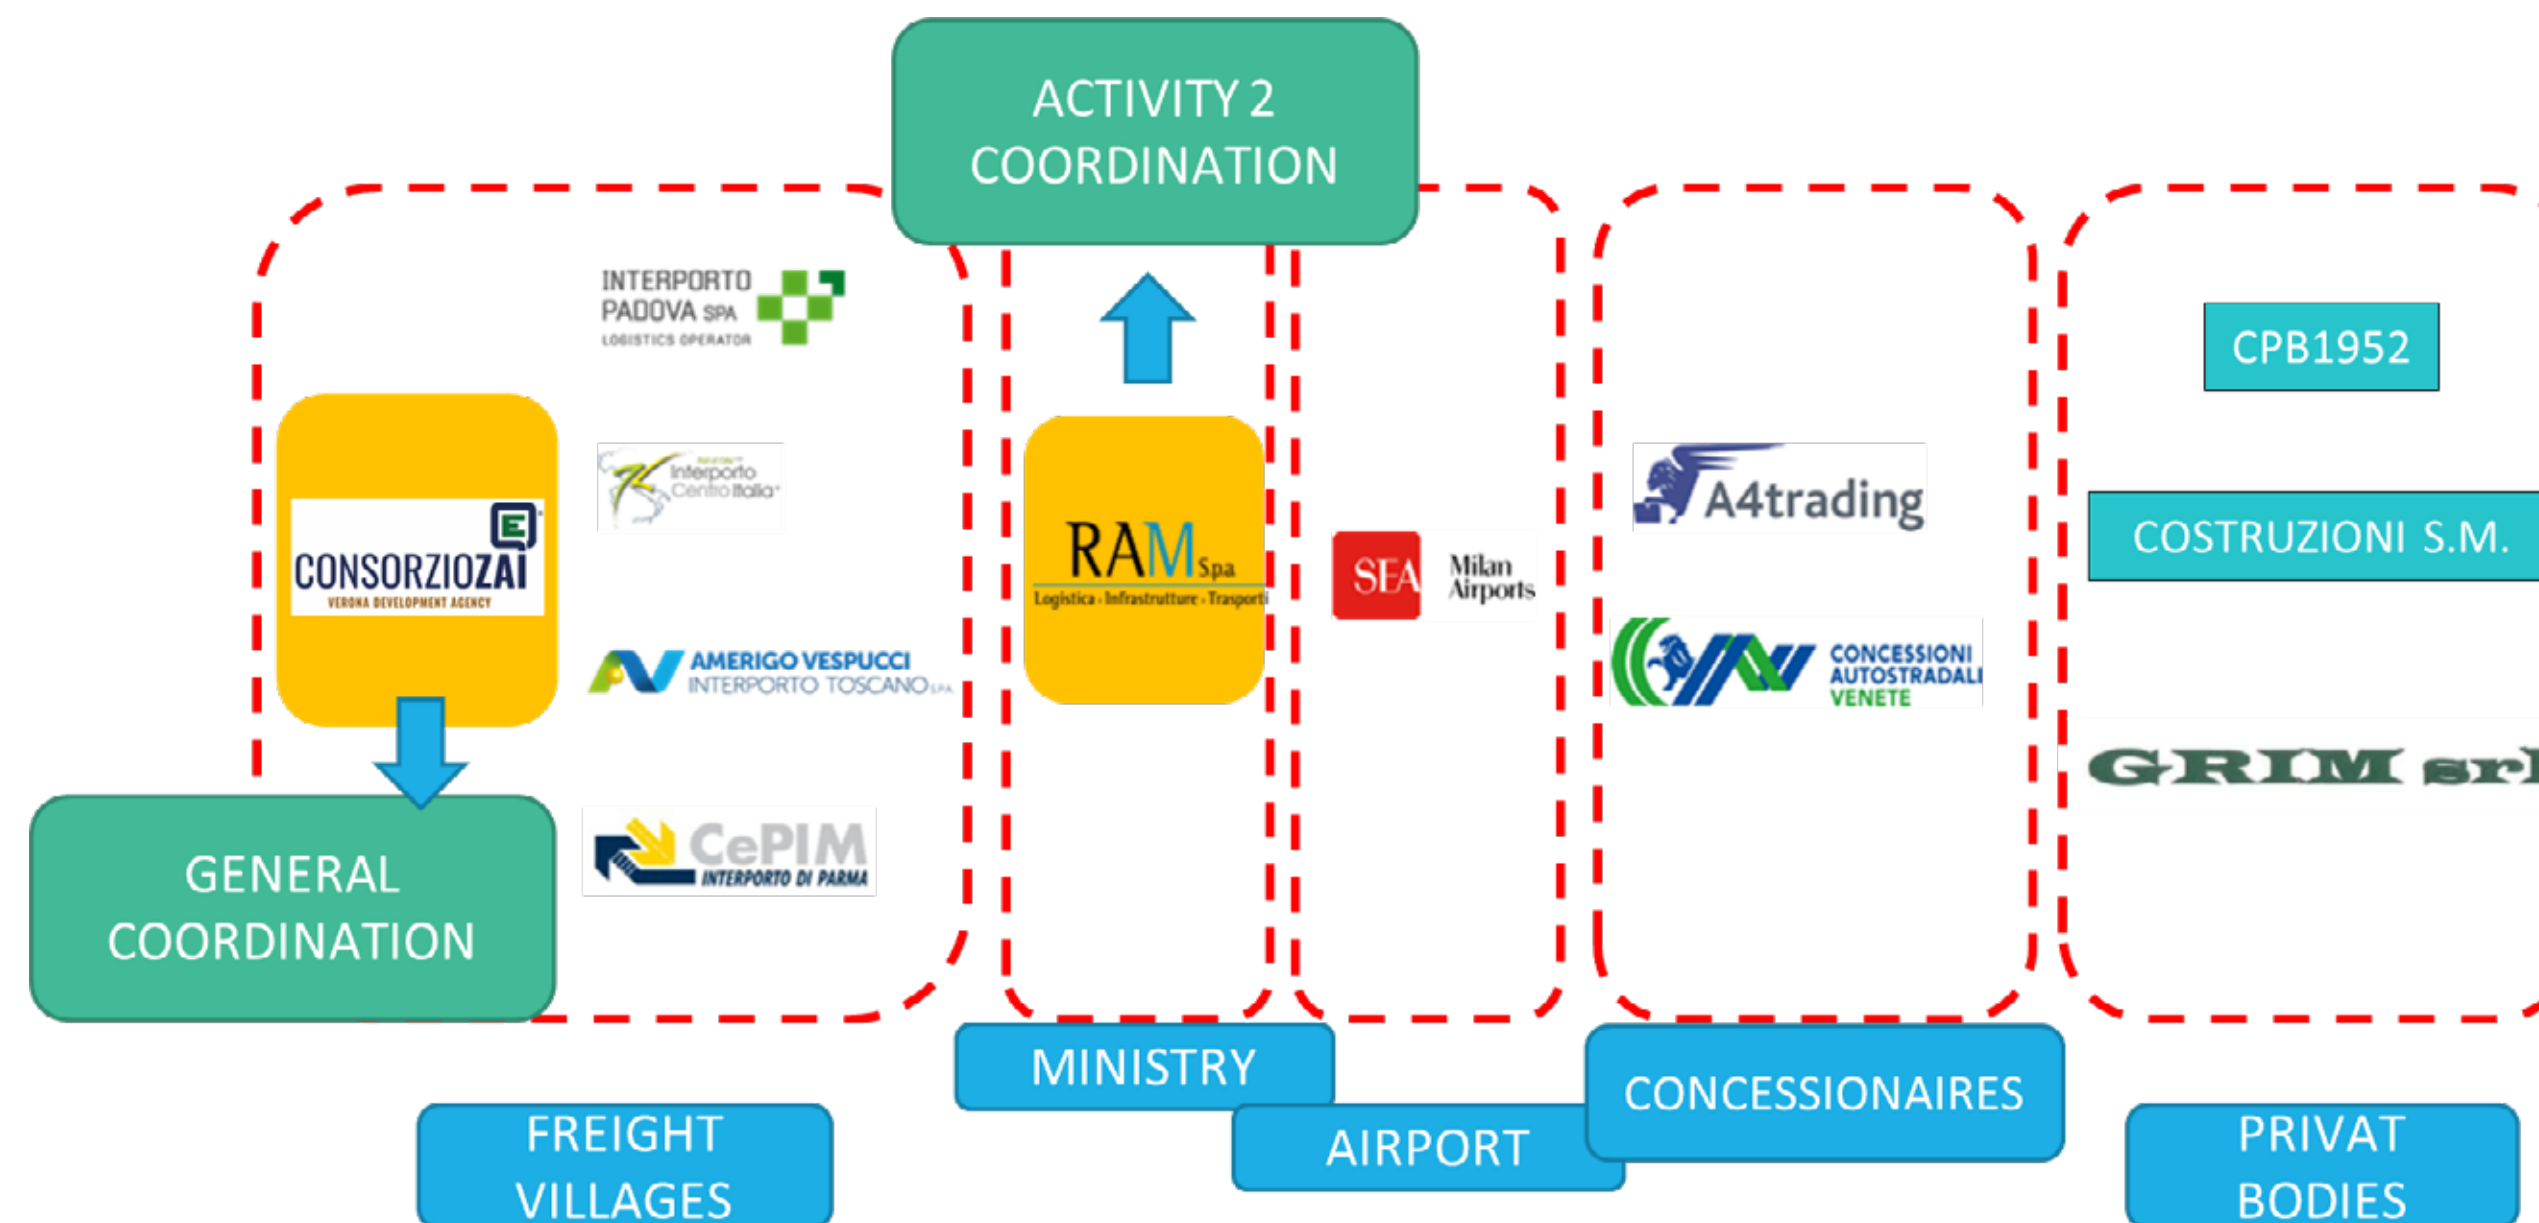 ACTIVITY 2
COORDINATION
INTERPORTO
PADOVA SPA
LOGISTICS OPERATOR
Interporto
Centro Italia
CONSORZIOZAI
VERONA DEVELOPMENT AGENCY
AMERIGO VESPUCCI
INTERPORTO TOSCANO S.P.A.
CePIM
INTERPORTO DI PARMA
GENERAL
COORDINATION
FREIGHT
VILLAGES
RAM Spa
Logistica - Infrastrutture - Trasporti
MINISTRY
SEA
Milan
Airports
AIRPORT
A4trading
CONCESSIONI
AUTOSTRADALI
VENETE
CONCESSIONAIRES
CPB1952
COSTRUZIONI S.M.
GRIM srl
PRIVAT
BODIES